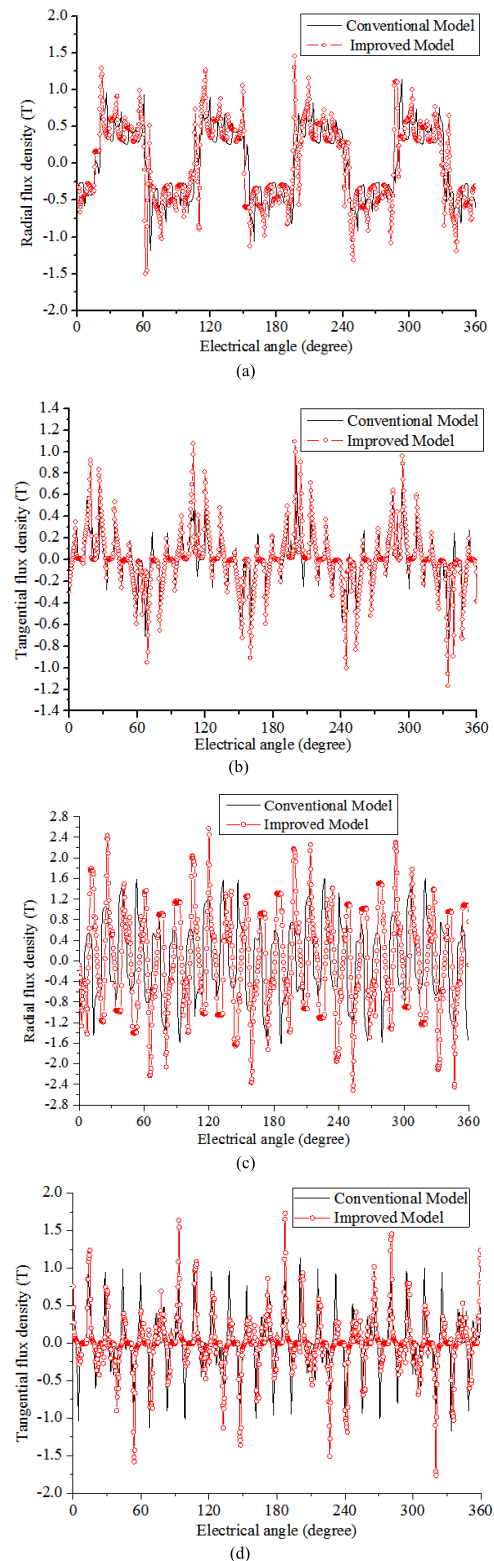 2.0
1.5
1.0
0.5
0.0
-0.5
-1.0
-1.5
2.0
Radial flux density (T)
Conventional Model
Improved Model
0 60 120 180 240 300 360
Electrical angle (degree)
(a)
1.4
1.2
1.0
0.8
0.6
0.4
0.2
0.0
-0.2
-0.4
-0.6
-0.8
-1.0
-1.2
-1.4
Tangential flux density (T)
Conventional Model
Improved Model
0 60 120 180 240 300 360
Electrical angle (degree)
(b)
Conventional Model
Improved Model
2.8
2.4
2.0
1.6
1.2
0.8
0.4
0.0
-0.4
-0.8
-1.2
-1.6
-2.0
-2.4
-2.8
Radial flux density (T)
0 60 120 180 240 300 360
Electrical angle (degree)
(c)
Conventional Model
Improved Model
2.0
1.5
1.0
0.5
0.0
-0.5
-1.0
-1.5
-2.0
Tangential flux density (T)
0 60 120 180 240 300 360
Electrical angle (degree)
(d)